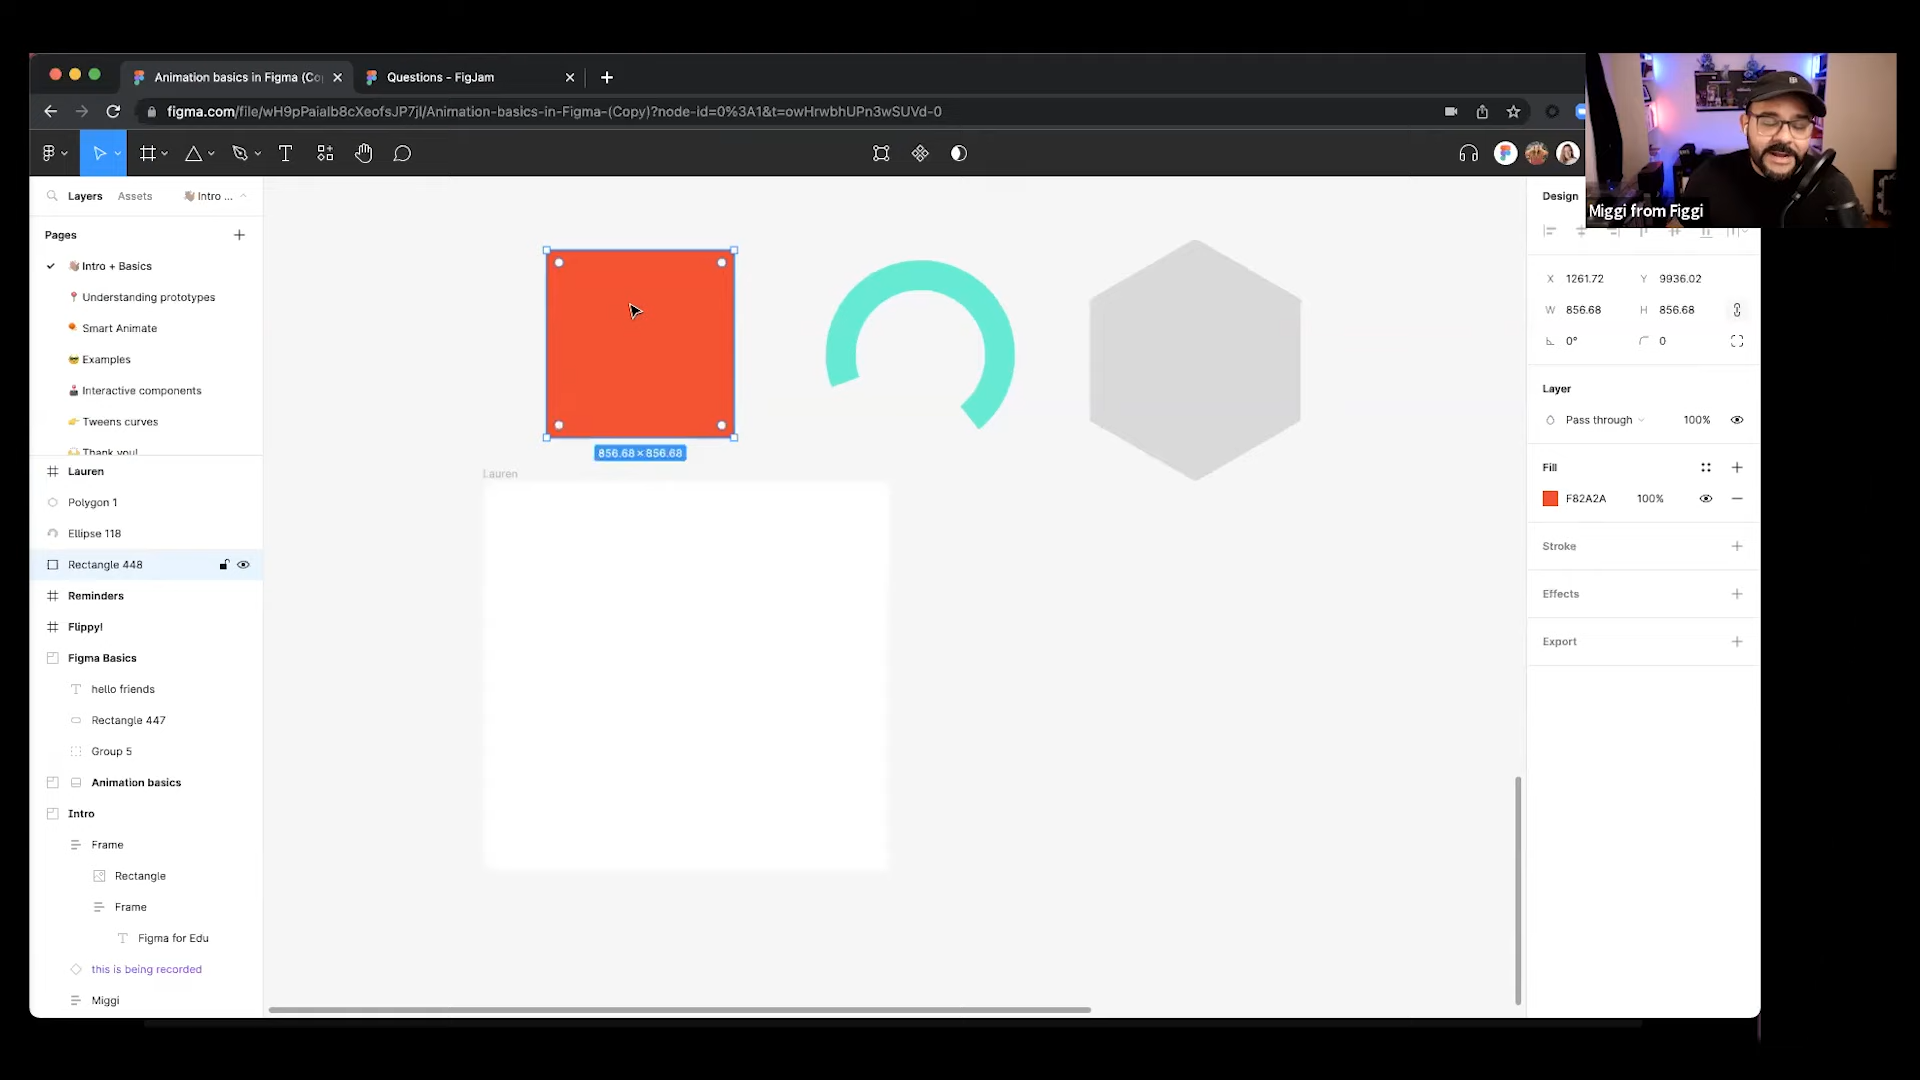 Animation basics in Figma (Co
Questions - FigJam
figma.com/file/wH9pPaiaIb8cXeofsJP7jl/Animation-basics-in-Figma-(Copy)?node-id=0%3A1&t=owHrwbhUPn3wSUVd-0
Miggi from Figgi
Layers
Assets
Intro ...
Design
Pages
Intro + Basics
Understanding prototypes
Smart Animate
Examples
Interactive components
Tweens curves
Thank you!
Lauren
Polygon 1
Ellipse 118
Rectangle 448
Reminders
Flippy!
Figma Basics
hello friends
Rectangle 447
Group 5
Animation basics
Intro
Frame
Rectangle
Frame
Figma for Edu
this is being recorded
Miggi
856.68 × 856.68
Lauren
X 1261.72 Y 9936.02
W 856.68 H 856.68
0° 0
Layer
Pass through 100%
Fill
F82A2A 100%
Stroke
Effects
Export